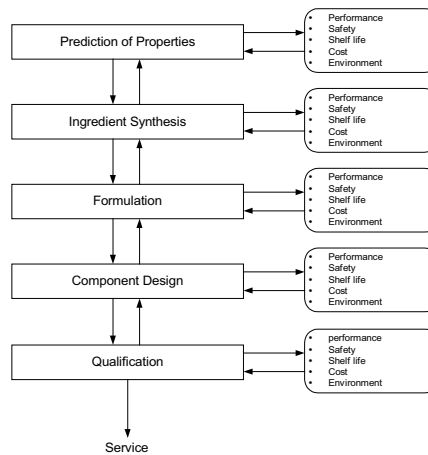 Prediction of Properties
• Performance
• Safety
• Shelf life
• Cost
• Environment
Ingredient Synthesis
• Performance
• Safety
• Shelf life
• Cost
• Environment
Formulation
• Performance
• Safety
• Shelf life
• Cost
• Environment
Component Design
• Performance
• Safety
• Shelf life
• Cost
• Environment
Qualification
• performance
• Safety
• Shelf life
• Cost
• Environment
Service